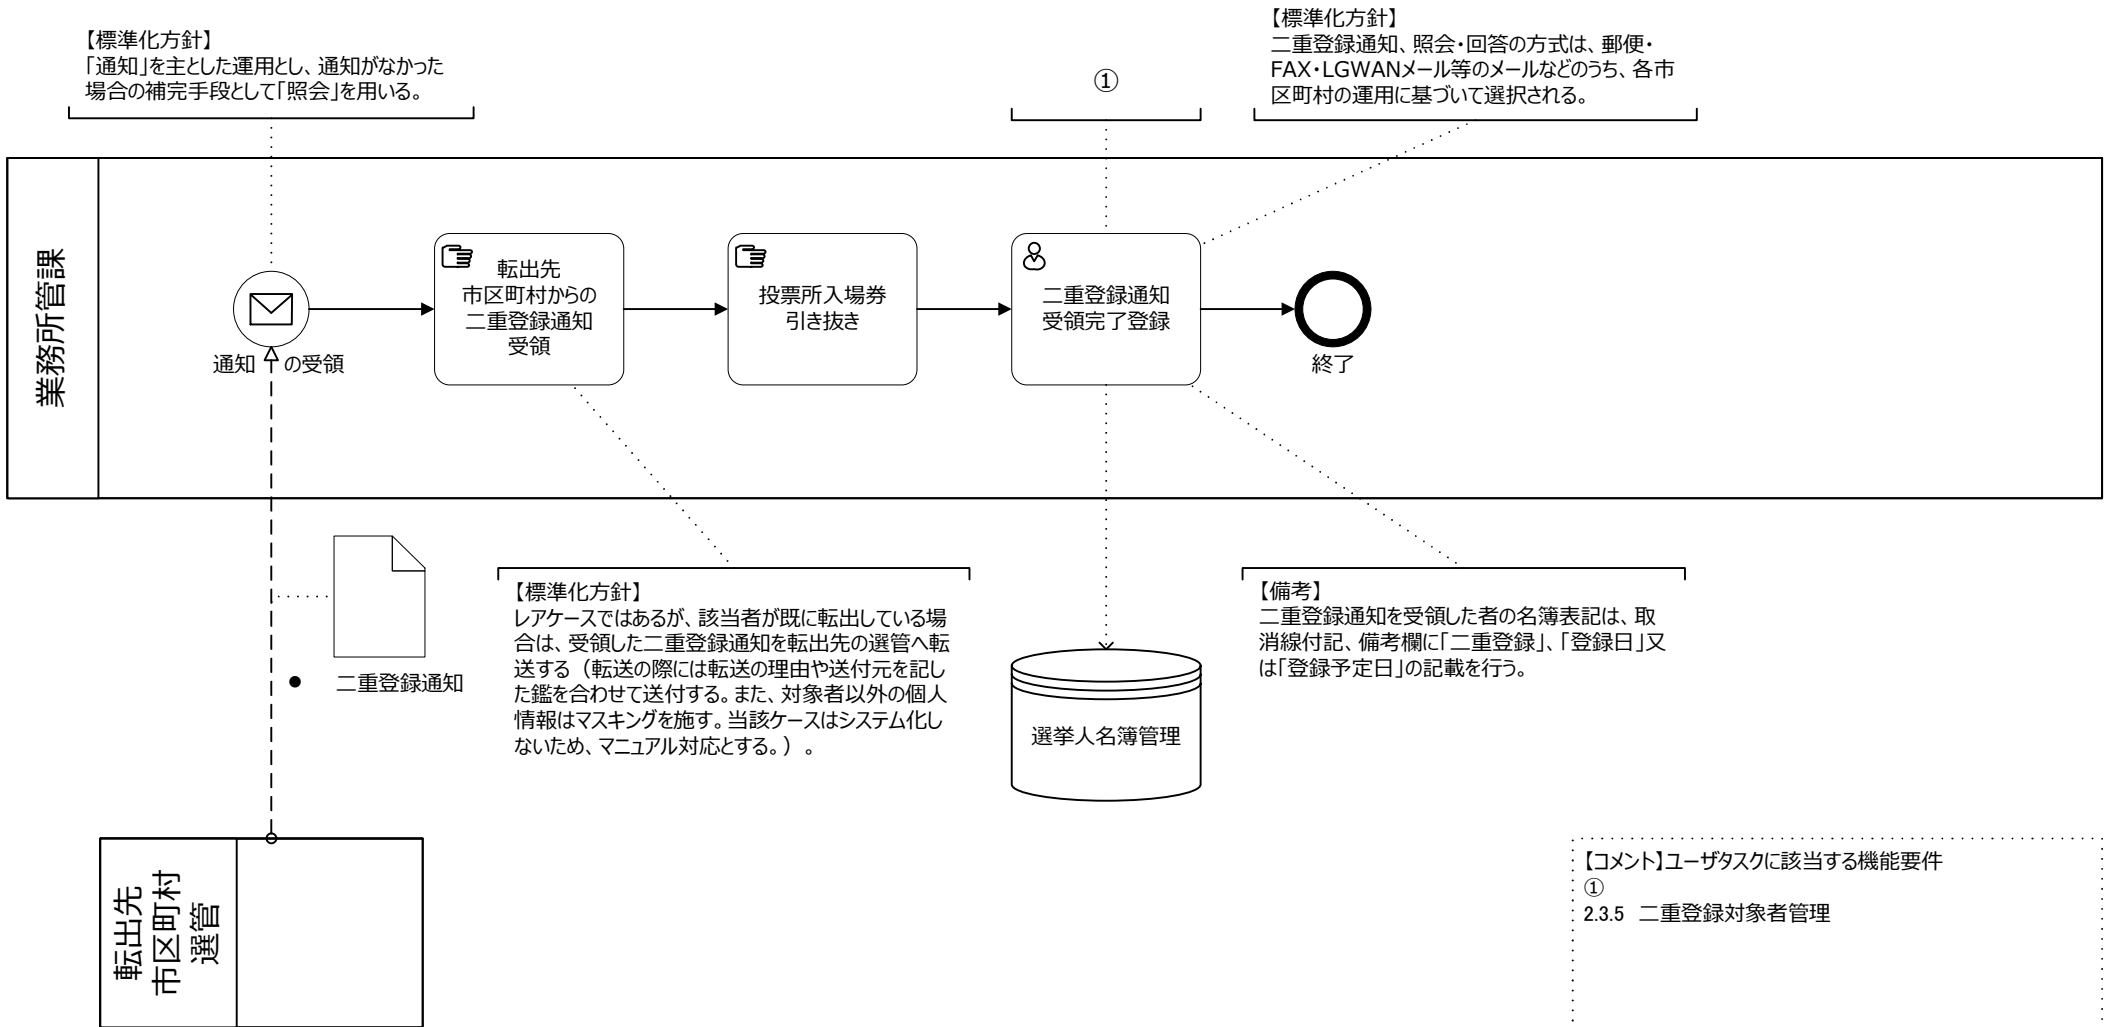 【標準化方針】
「通知」を主とした運用とし、通知がなかった
場合の補完手段として「照会」を用いる。
①
【標準化方針】
二重登録通知、照会・回答の方式は、郵便・
FAX・LGWANメール等のメールなどのうち、各市
区町村の運用に基づいて選択される。
業務所管課
通知の受領
転出先
市区町村からの
二重登録通知
受領
投票所入場券
引き抜き
二重登録通知
受領完了登録
終了
● 二重登録通知
【標準化方針】
レアケースではあるが、該当者が既に転出している場
合は、受領した二重登録通知を転出先の選管へ転
送する（転送の際には転送の理由や送付元を記し
た鑑を合わせて送付する。また、対象者以外の個人
情報はマスキングを施す。当該ケースはシステム化し
ないため、マニュアル対応とする。）。
選挙人名簿管理
【備考】
二重登録通知を受領した者の名簿表記は、取
消線付記、備考欄に「二重登録」、「登録日」又
は「登録予定日」の記載を行う。
転出先
市区町村
選管
【コメント】ユーザタスクに該当する機能要件
①
2.3.5 二重登録対象者管理